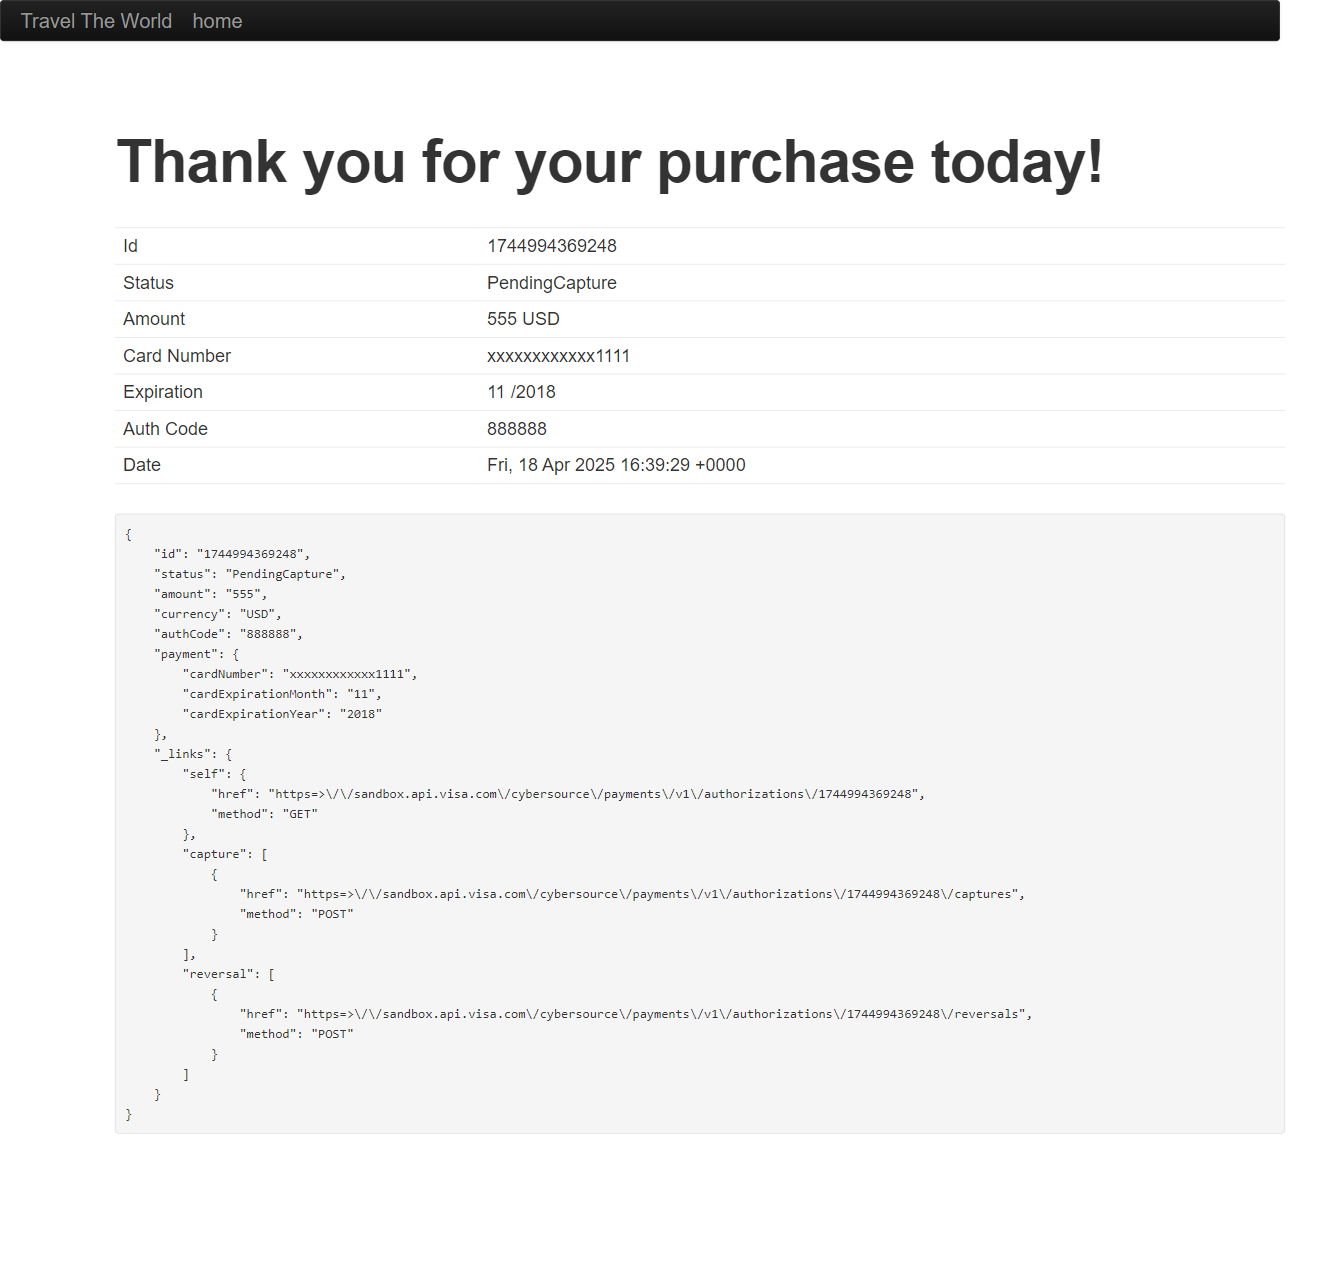 Travel The World home
Thank you for your purchase today!
Id 1744994369248
Status PendingCapture
Amount 555 USD
Card Number xxxxxxxxxxxx1111
Expiration 11 /2018
Auth Code 888888
Date Fri, 18 Apr 2025 16:39:29 +0000
{
    "id": "1744994369248",
    "status": "PendingCapture",
    "amount": "555",
    "currency": "USD",
    "authCode": "888888",
    "payment": {
        "cardNumber": "xxxxxxxxxxxx1111",
        "cardExpirationMonth": "11",
        "cardExpirationYear": "2018"
    },
    "_links": {
        "self": {
            "href": "https=>\/\/sandbox.api.visa.com\/cybersource\/payments\/v1\/authorizations\/1744994369248",
            "method": "GET"
        },
        "capture": [
            {
                "href": "https=>\/\/sandbox.api.visa.com\/cybersource\/payments\/v1\/authorizations\/1744994369248\/captures",
                "method": "POST"
            }
        ],
        "reversal": [
            {
                "href": "https=>\/\/sandbox.api.visa.com\/cybersource\/payments\/v1\/authorizations\/1744994369248\/reversals",
                "method": "POST"
            }
        ]
    }
}